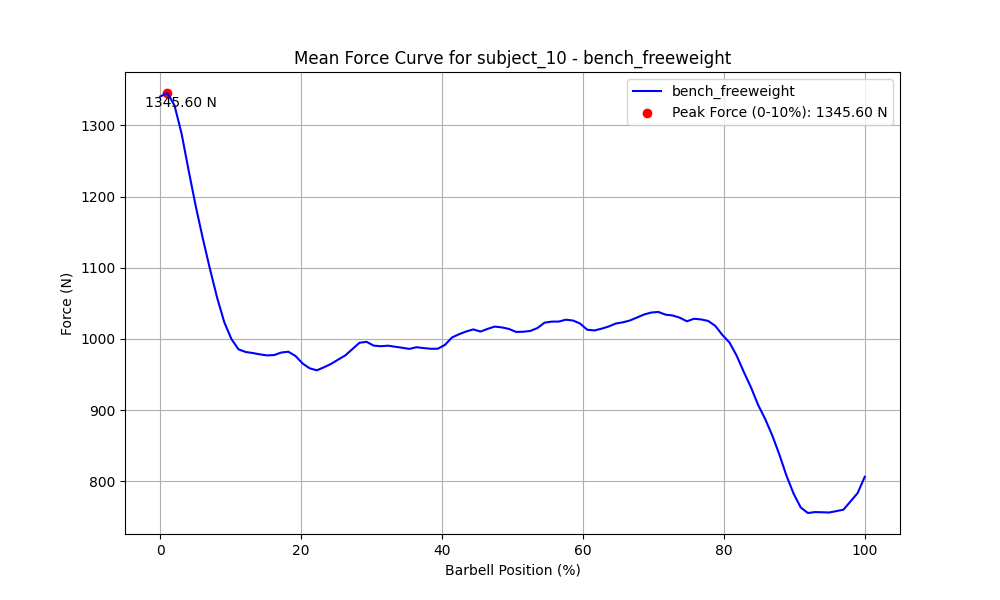 Mean Force Curve for subject_10 - bench_freeweight
bench_freeweight
Peak Force (0-10%): 1345.60 N
1345.60 N
1300
1200
1100
1000
900
800
Force (N)
0
20
40
60
80
100
Barbell Position (%)